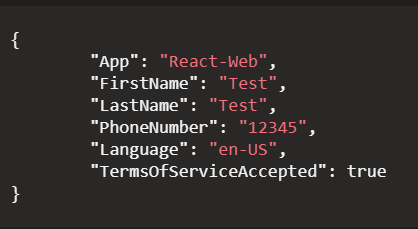 {
"App": "React-Web",
"FirstName": "Test",
"LastName": "Test",
"PhoneNumber": "12345",
"Language": "en-US",
"TermsOfServiceAccepted": true
}